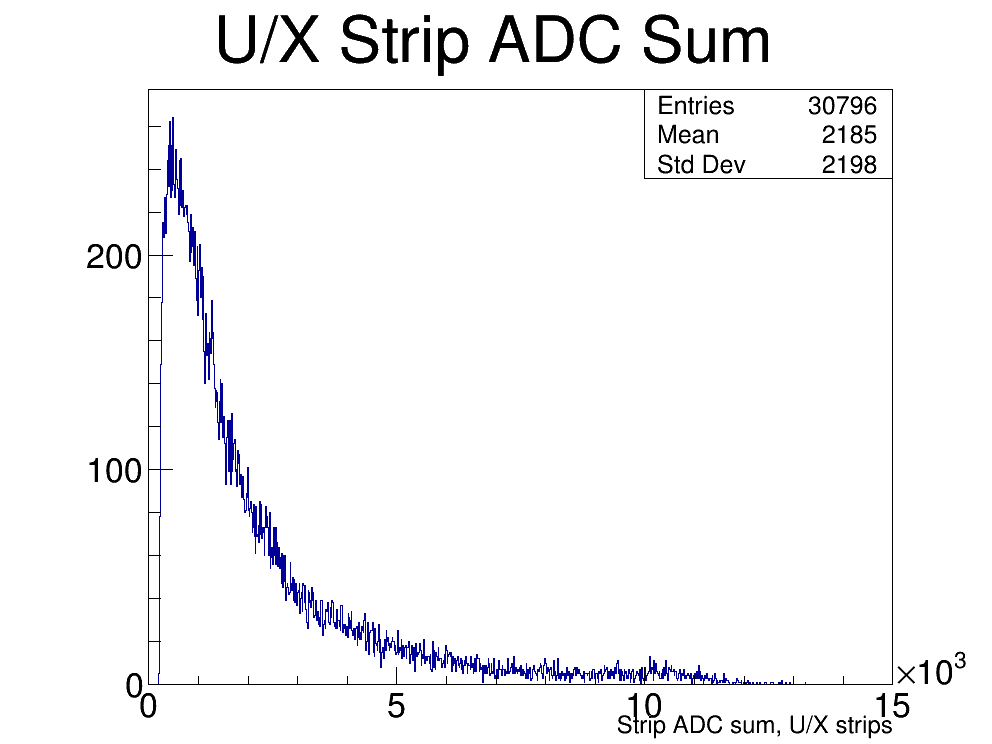 U/X Strip ADC Sum
Entries 30796
Mean 2185
Std Dev 2198
200
100
0
0 5 10 15
×10³
Strip ADC sum, U/X strips